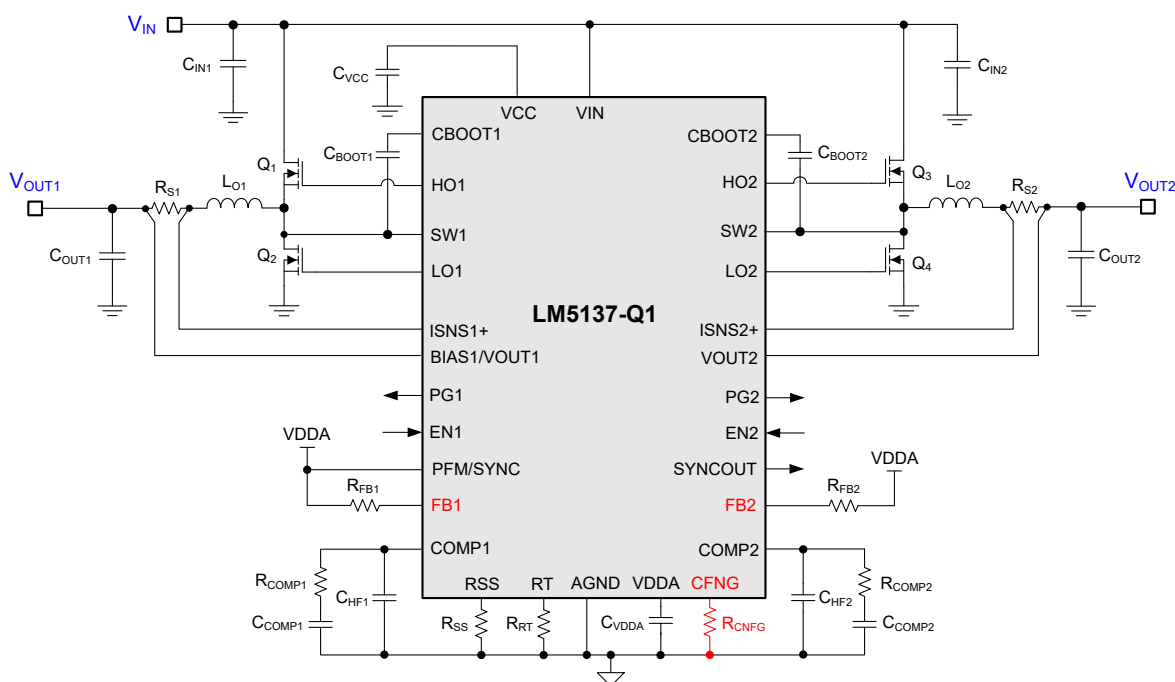 VIN
CIN1
CVCC
CIN2
VCC
VIN
CBOOT1
CBOOT2
CBOOT1
CBOOT2
Q1
Q3
VOUT1
RS1
LO1
HO1
HO2
LO2
RS2
VOUT2
SW1
SW2
COUT1
Q2
LO1
LO2
Q4
COUT2
LM5137-Q1
ISNS1+
ISNS2+
BIAS1/VOUT1
VOUT2
PG1
PG2
EN1
EN2
VDDA
PFM/SYNC
SYNCOUT
VDDA
RFB1
FB1
FB2
RFB2
COMP1
COMP2
RCOMP1
CHF1
RSS
RT
AGND
VDDA
CFNG
CHF2
RCOMP2
CCOMP1
RSS
RRT
CVDDA
RCNFG
CCOMP2